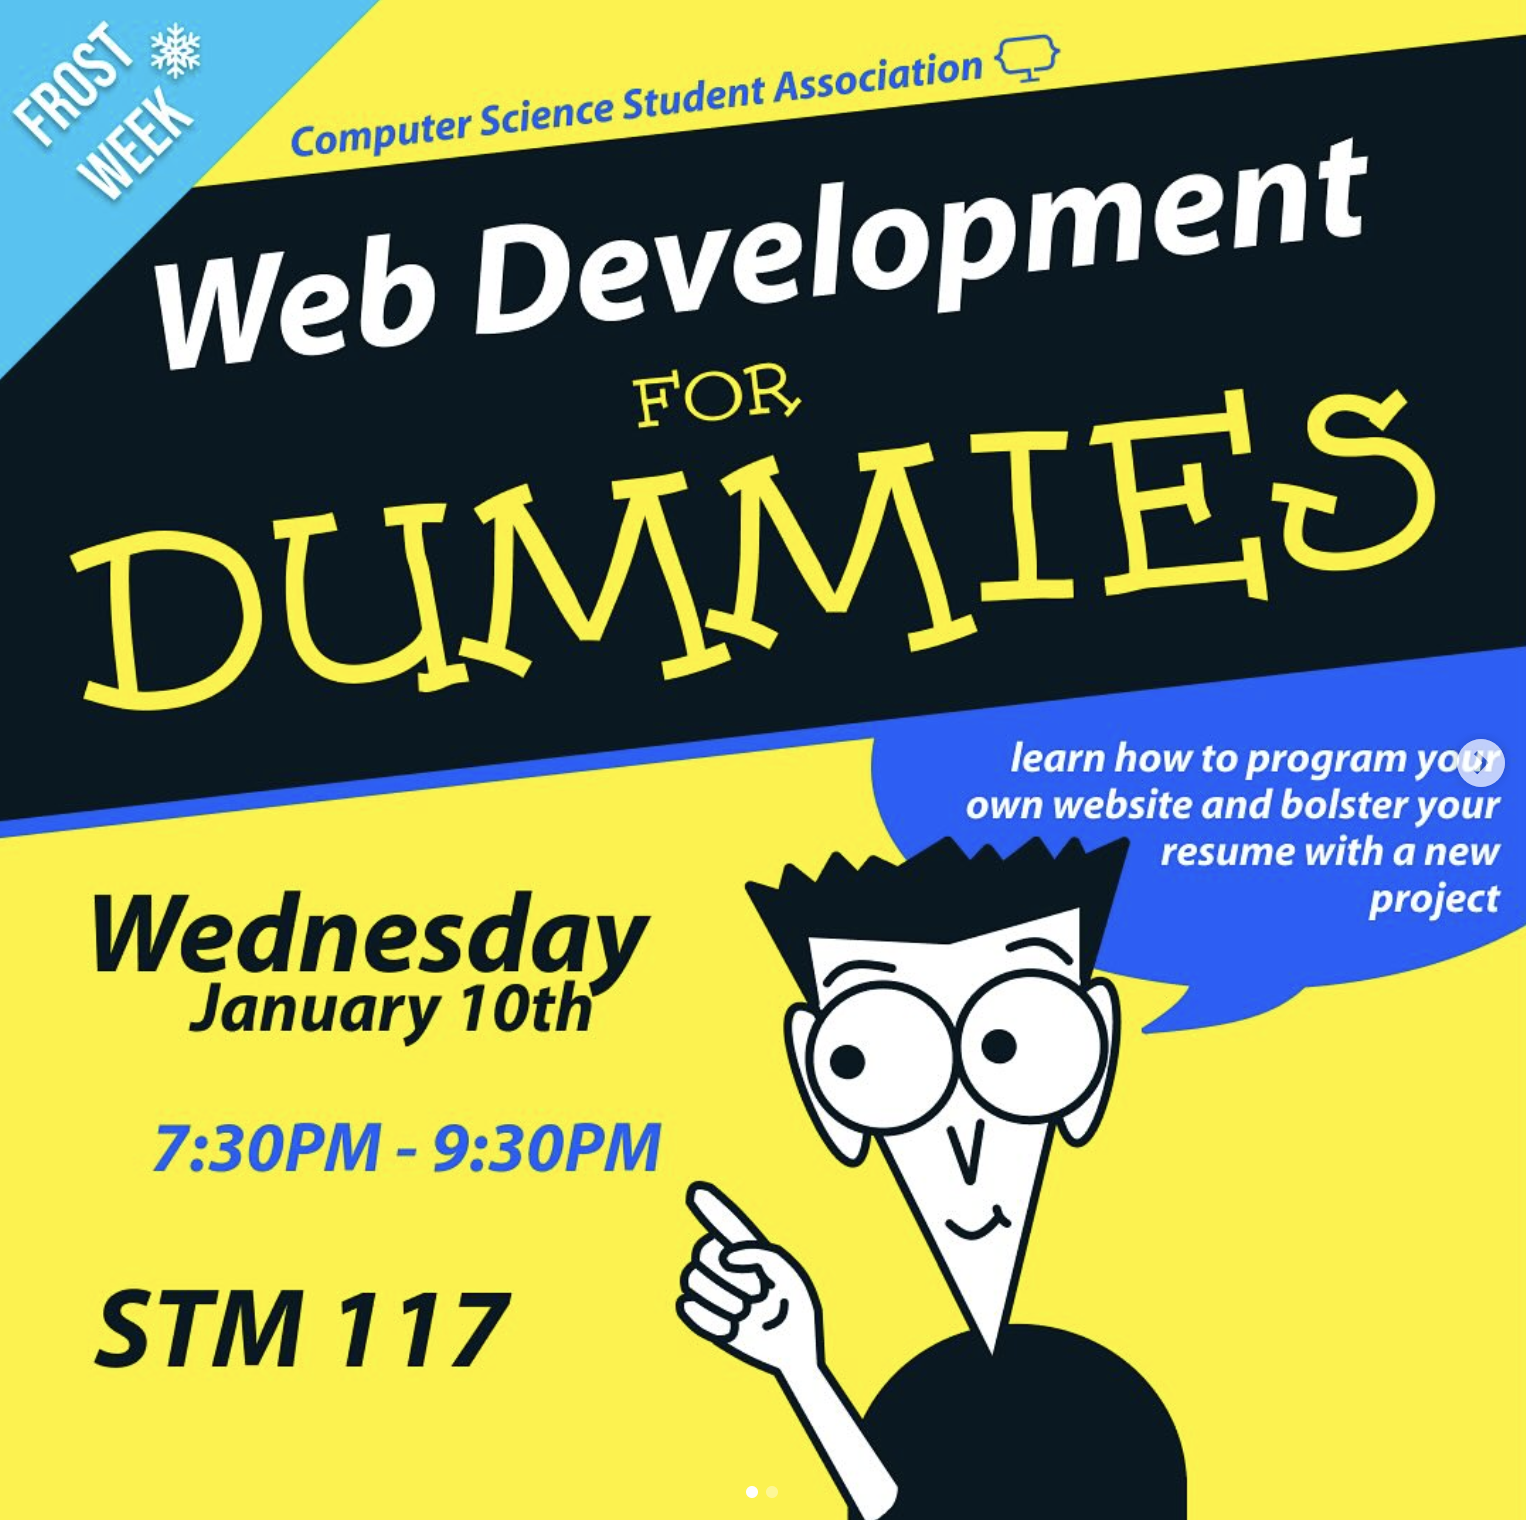 FROST
WEEK
Computer Science Student Association
Web Development
FOR
DUMMIES
learn how to program your
own website and bolster your
resume with a new
project
Wednesday
January 10th
7:30PM - 9:30PM
STM 117